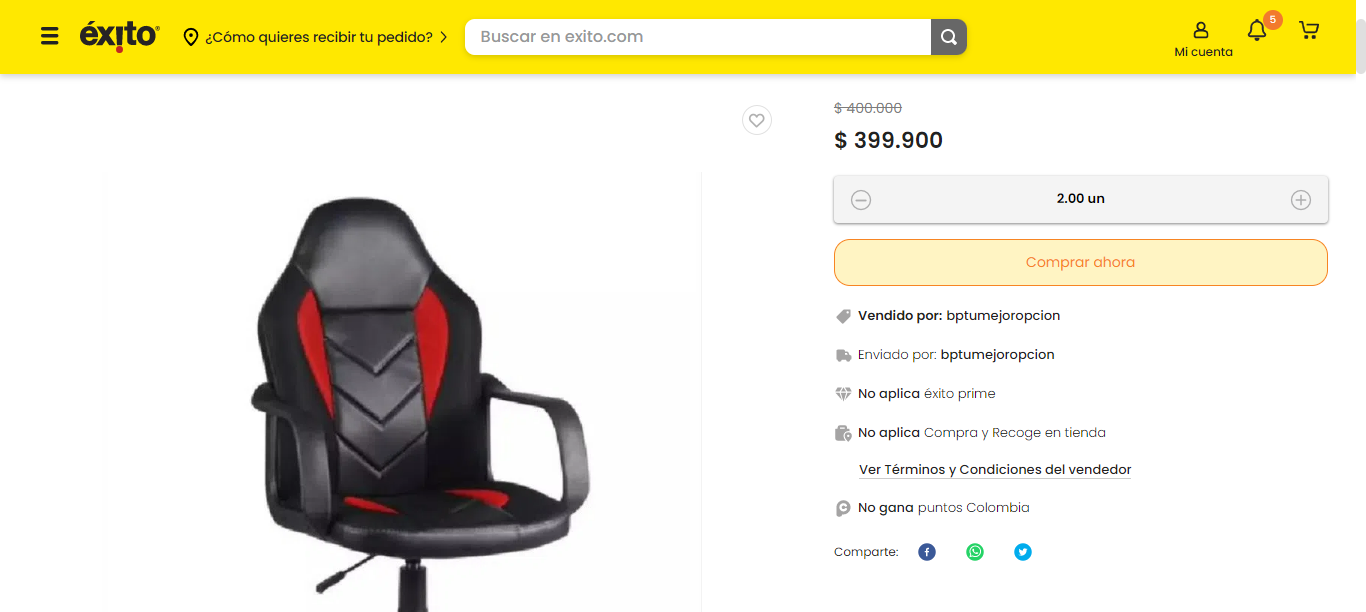 éxito
¿Cómo quieres recibir tu pedido?
Buscar en exito.com
Mi cuenta
5
$ 400.000
$ 399.900
2.00 un
Comprar ahora
Vendido por: bptumejoropcion
Enviado por: bptumejoropcion
No aplica éxito prime
No aplica Compra y Recoge en tienda
Ver Términos y Condiciones del vendedor
No gana puntos Colombia
Comparte: